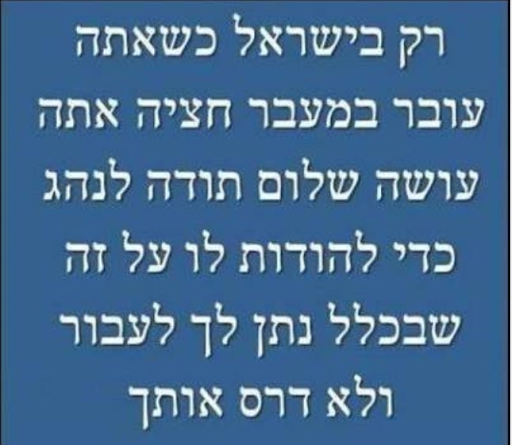 רק בישראל כשאתה
עובר במעבר חציה אתה
עושה שלום תודה לנהג
כדי להודות לו על זה
שבכלל נתן לך לעבור
ולא דרס אותך